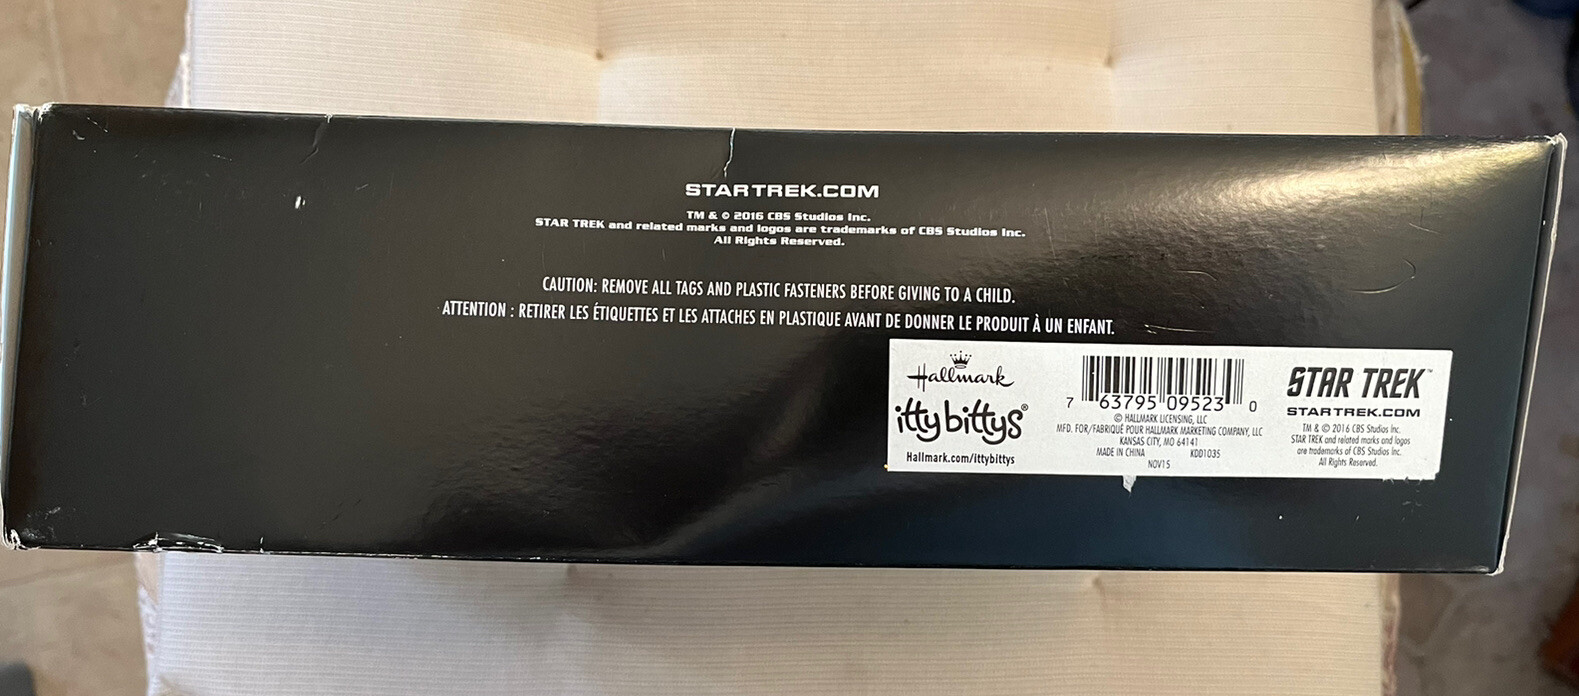 STARTREK.COM
TM & © 2016 CBS Studios Inc.
STAR TREK and related marks and logos are trademarks of CBS Studios Inc.
All Rights Reserved.
CAUTION: REMOVE ALL TAGS AND PLASTIC FASTENERS BEFORE GIVING TO A CHILD.
ATTENTION : RETIRER LES ÉTIQUETTES ET LES ATTACHES EN PLASTIQUE AVANT DE DONNER LE PRODUIT À UN ENFANT.
Hallmark
itty bittys®
Hallmark.com/ittybittys
7 63795 09523 0
© HALLMARK LICENSING, LLC
MFD. FOR/FABRIQUÉ POUR HALLMARK MARKETING COMPANY, LLC
KANSAS CITY, MO 64141
MADE IN CHINA KDD1035
NOV15
STAR TREK™
STARTREK.COM
TM & © 2016 CBS Studios Inc.
STAR TREK and related marks and logos
are trademarks of CBS Studios Inc.
All Rights Reserved.